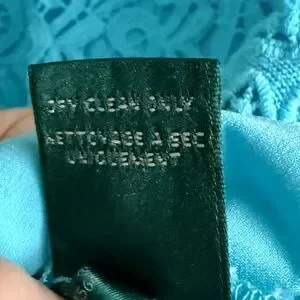 DRY CLEAN ONLY
NETTOYAGE A SEC
UNIQUEMENT